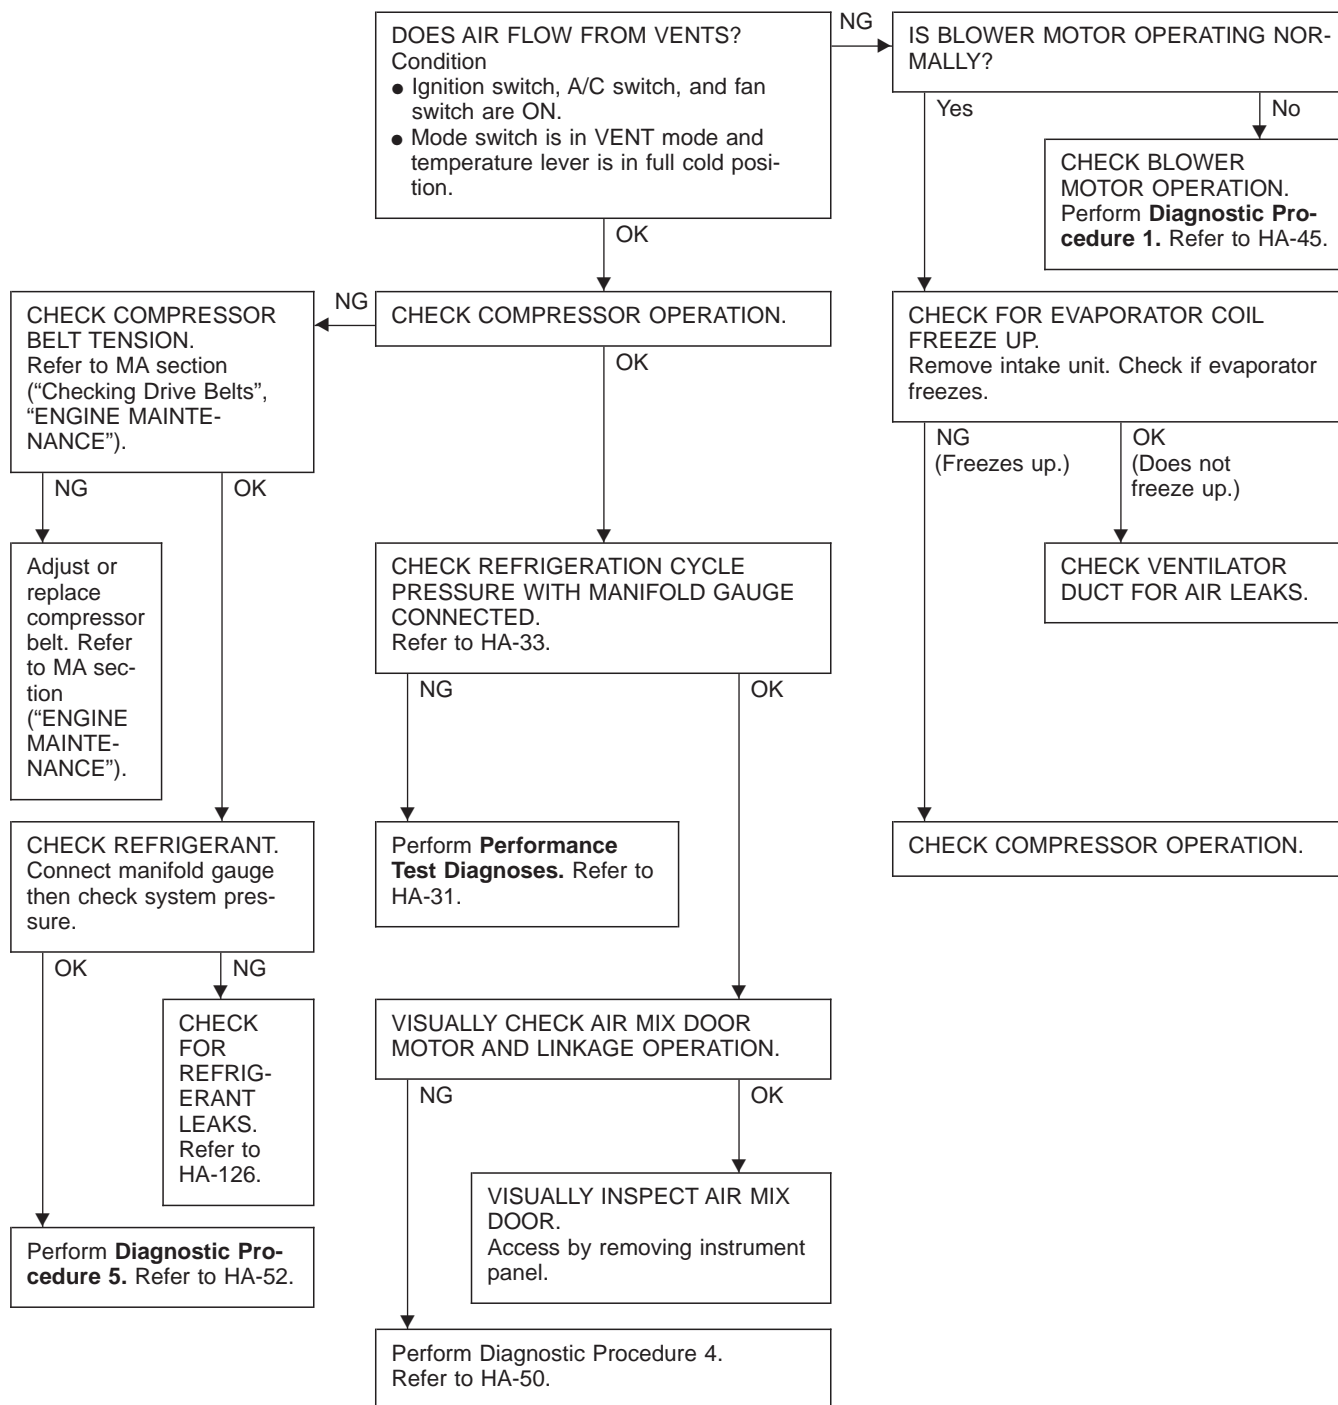 DOES AIR FLOW FROM VENTS?
Condition
● Ignition switch, A/C switch, and fan
switch are ON.
● Mode switch is in VENT mode and
temperature lever is in full cold posi-
tion.
NG
IS BLOWER MOTOR OPERATING NOR-
MALLY?
Yes
No
CHECK BLOWER
MOTOR OPERATION.
Perform Diagnostic Pro-
cedure 1. Refer to HA-45.
OK
CHECK COMPRESSOR OPERATION.
NG
CHECK COMPRESSOR
BELT TENSION.
Refer to MA section
(“Checking Drive Belts”,
“ENGINE MAINTE-
NANCE”).
OK
CHECK FOR EVAPORATOR COIL
FREEZE UP.
Remove intake unit. Check if evaporator
freezes.
NG
(Freezes up.)
OK
(Does not
freeze up.)
NG
OK
Adjust or
replace
compressor
belt. Refer
to MA sec-
tion
(“ENGINE
MAINTE-
NANCE”).
CHECK REFRIGERATION CYCLE
PRESSURE WITH MANIFOLD GAUGE
CONNECTED.
Refer to HA-33.
CHECK VENTILATOR
DUCT FOR AIR LEAKS.
NG
OK
CHECK REFRIGERANT.
Connect manifold gauge
then check system pres-
sure.
Perform Performance
Test Diagnoses. Refer to
HA-31.
CHECK COMPRESSOR OPERATION.
OK
NG
CHECK
FOR
REFRIG-
ERANT
LEAKS.
Refer to
HA-126.
VISUALLY CHECK AIR MIX DOOR
MOTOR AND LINKAGE OPERATION.
NG
OK
VISUALLY INSPECT AIR MIX
DOOR.
Access by removing instrument
panel.
Perform Diagnostic Pro-
cedure 5. Refer to HA-52.
Perform Diagnostic Procedure 4.
Refer to HA-50.